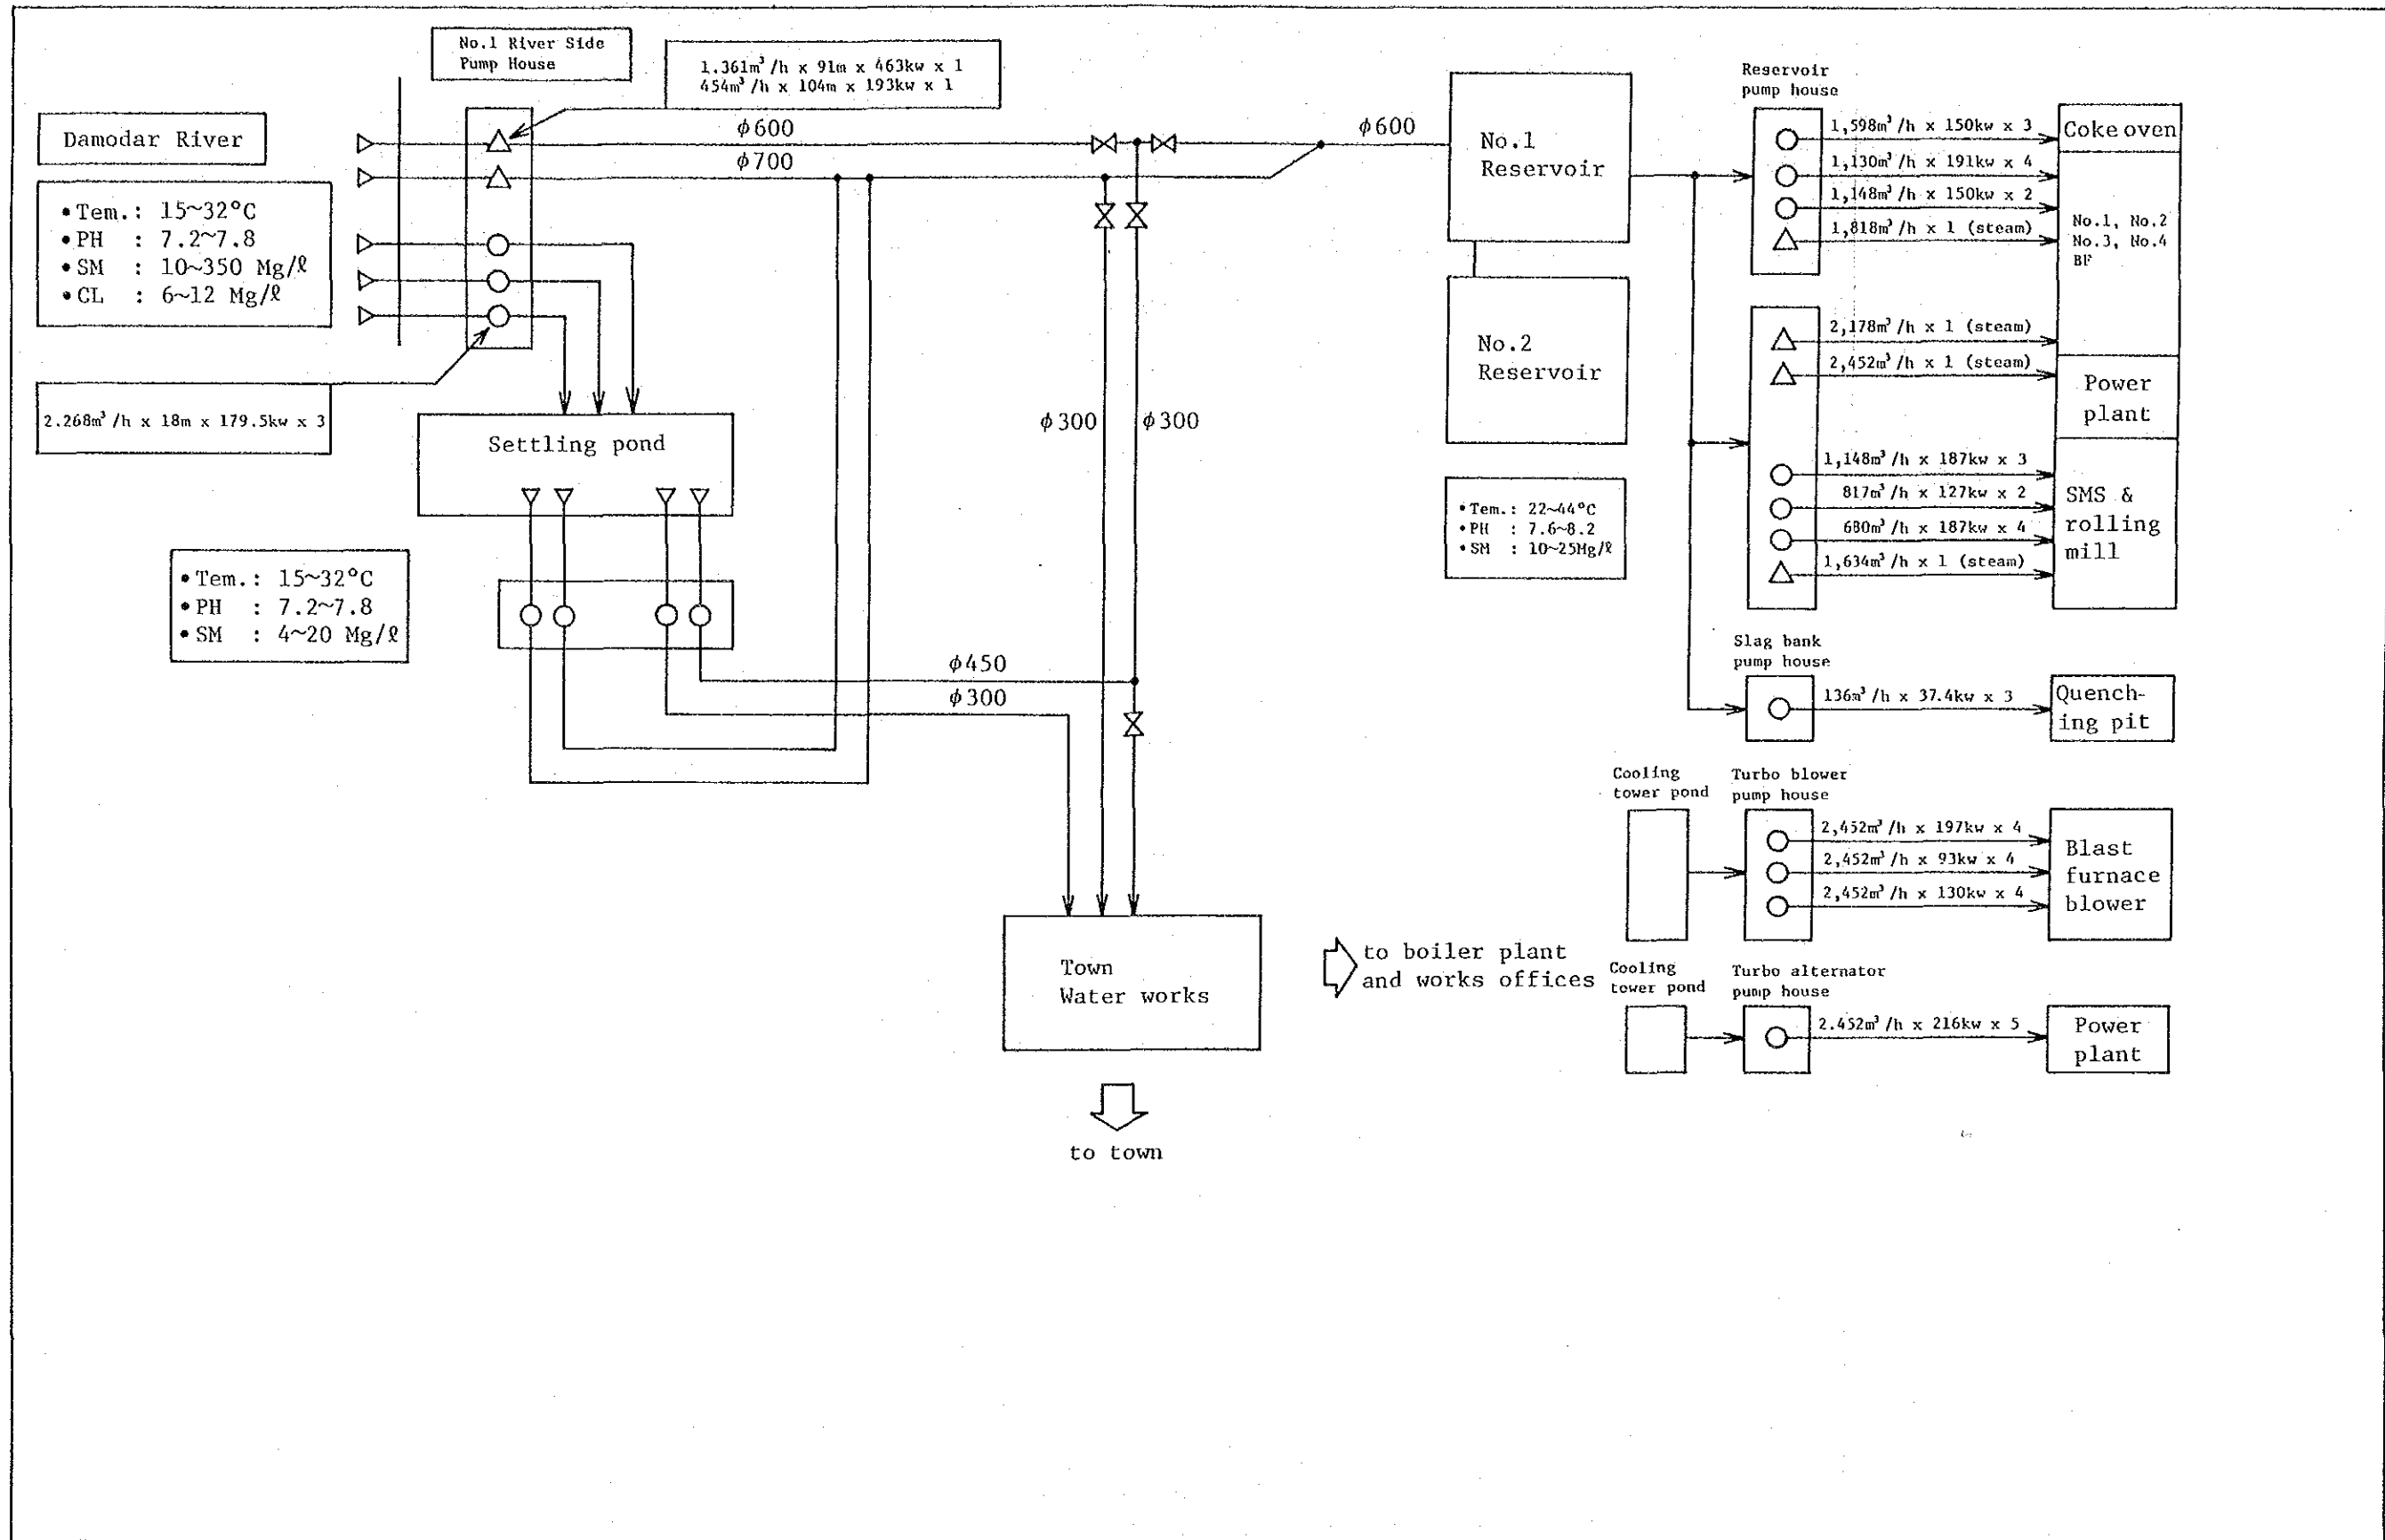 No.1 River Side
Pump House
1.361m³/h x 91m x 463kw x 1
454m³/h x 104m x 193kw x 1
Damodar River
•Tem.: 15~32°C
•PH : 7.2~7.8
•SM : 10~350 Mg/ℓ
•CL : 6~12 Mg/ℓ
2.268m³/h x 18m x 179.5kw x 3
φ600
φ700
φ600
Settling pond
•Tem.: 15~32°C
•PH : 7.2~7.8
•SM : 4~20 Mg/ℓ
φ300
φ300
φ450
φ300
Town
Water works
to town
to boiler plant
and works offices
No.1
Reservoir
No.2
Reservoir
•Tem.: 22~44°C
•PH : 7.6~8.2
•SM : 10~25Mg/ℓ
Reservoir
pump house
1,598m³/h x 150kw x 3
1,130m³/h x 191kw x 4
1,148m³/h x 150kw x 2
1,818m³/h x 1 (steam)
Coke oven
No.1, No.2
No.3, No.4
BF
2,178m³/h x 1 (steam)
2,452m³/h x 1 (steam)
Power
plant
1,148m³/h x 187kw x 3
817m³/h x 127kw x 2
680m³/h x 187kw x 4
1,634m³/h x 1 (steam)
SMS &
rolling
mill
Slag bank
pump house
136m³/h x 37.4kw x 3
Quench-
ing pit
Cooling
tower pond
Turbo blower
pump house
2,452m³/h x 197kw x 4
2,452m³/h x 93kw x 4
2,452m³/h x 130kw x 4
Blast
furnace
blower
Cooling
tower pond
Turbo alternator
pump house
2.452m³/h x 216kw x 5
Power
plant